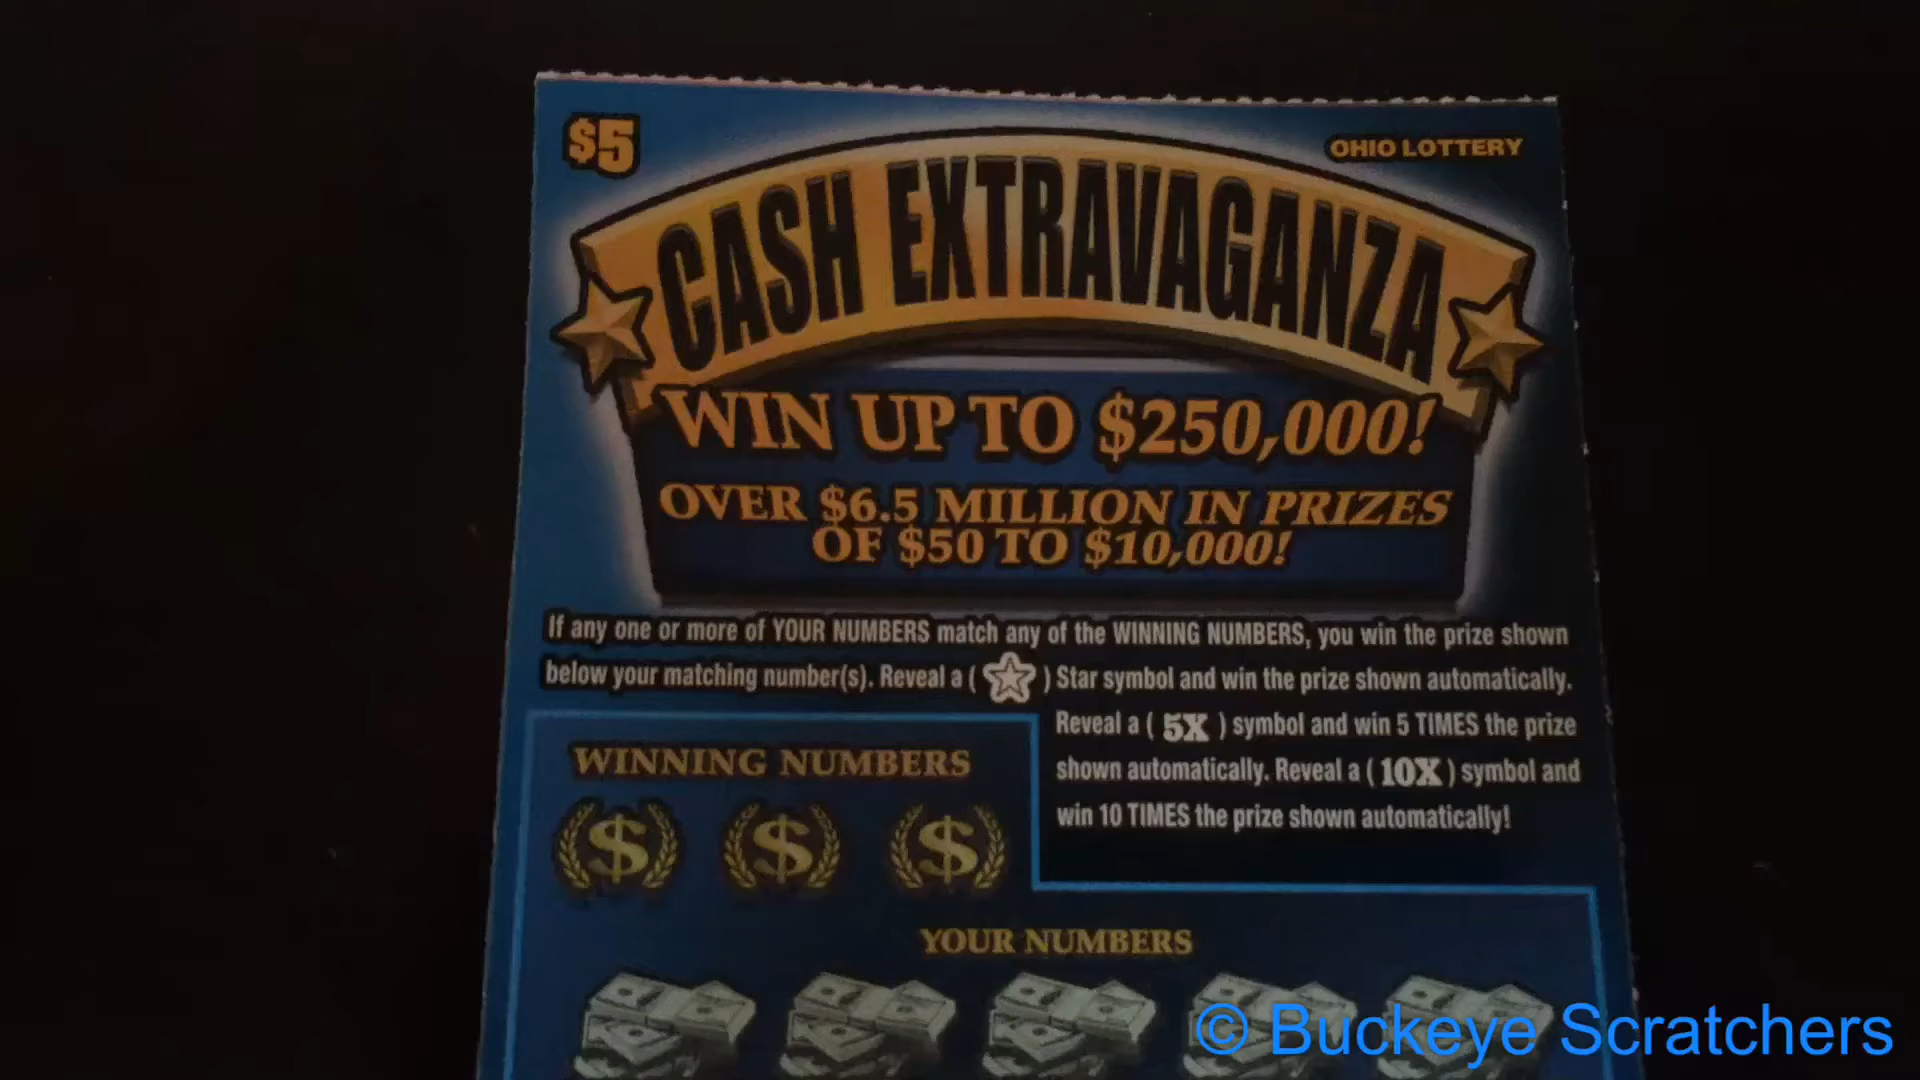 $5
OHIO LOTTERY
CASH EXTRAVAGANZA
WIN UP TO $250,000!
OVER $6.5 MILLION IN PRIZES
OF $50 TO $10,000!
If any one or more of YOUR NUMBERS match any of the WINNING NUMBERS, you win the prize shown
below your matching number(s). Reveal a ( ) Star symbol and win the prize shown automatically.
Reveal a ( 5X ) symbol and win 5 TIMES the prize
shown automatically. Reveal a ( 10X ) symbol and
win 10 TIMES the prize shown automatically!
WINNING NUMBERS
$ $ $
YOUR NUMBERS
© Buckeye Scratchers